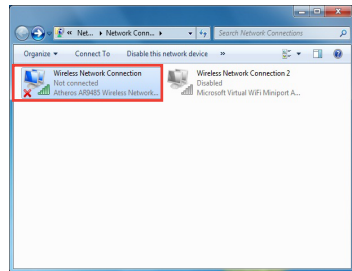 « Net... ▸ Network Conn... ▸ Search Network Connections
Organize Connect To Disable this network device »
Wireless Network Connection
Not connected
Atheros AR9485 Wireless Network...
Wireless Network Connection 2
Disabled
Microsoft Virtual WiFi Miniport A...